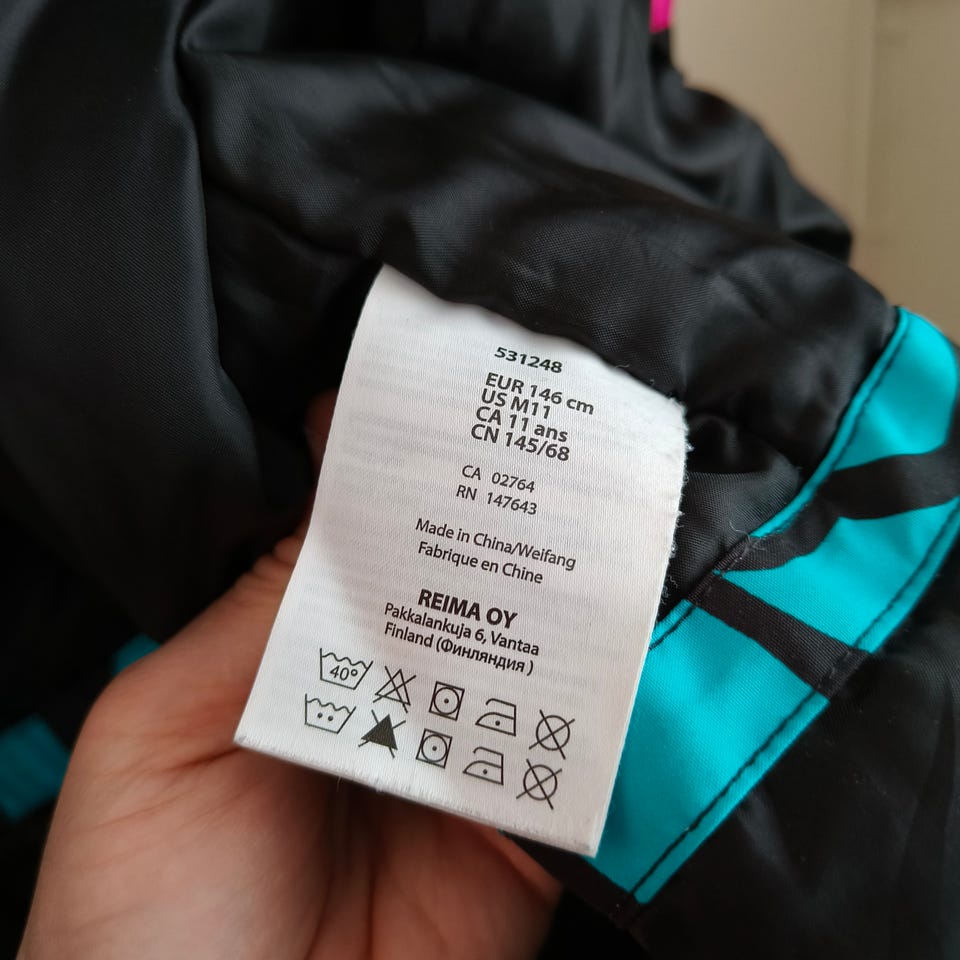 531248
EUR 146 cm
US M11
CA 11 ans
CN 145/68
CA 02764
RN 147643
Made in China/Weifang
Fabrique en Chine
REIMA OY
Pakkalankuja 6, Vantaa
Finland (Финляндия )
40°